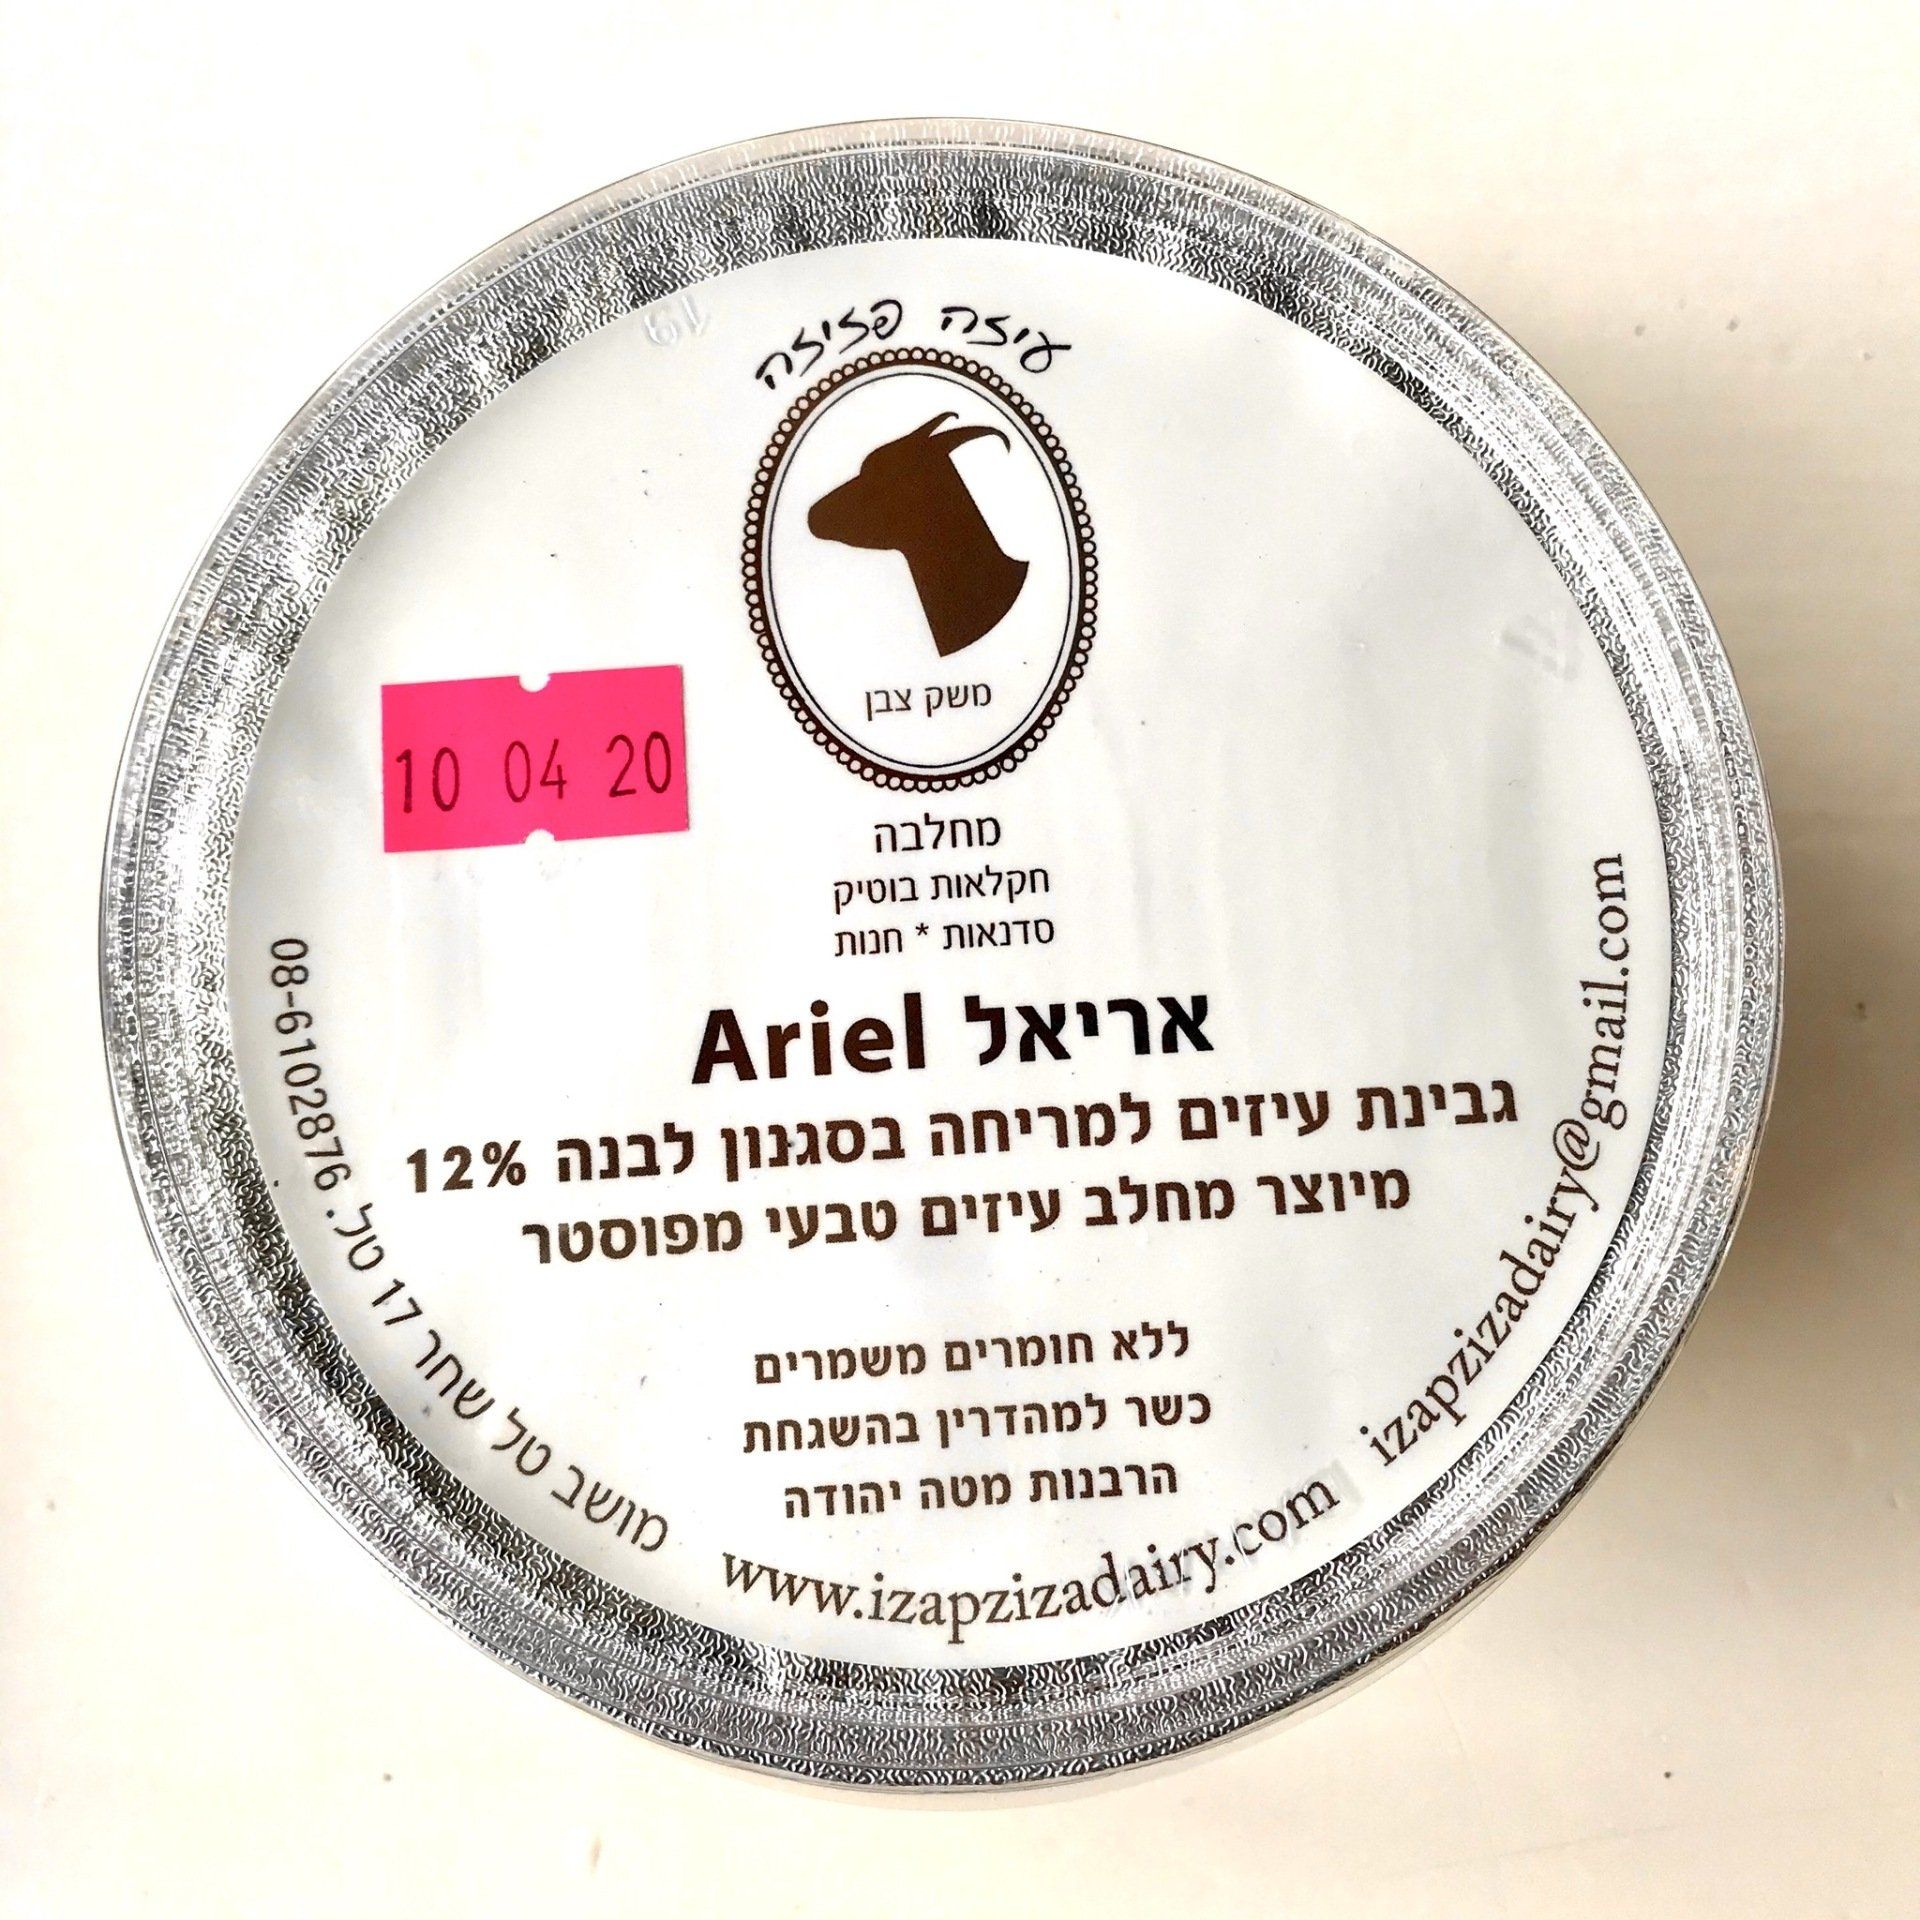 עיזה פזיזה
משק צבן
10 04 20
מחלבה
חקלאות בוטיק
סדנאות * חנות
אריאל Ariel
גבינת עיזים למריחה בסגנון לבנה 12%
מיוצר מחלב עיזים טבעי מפוסטר
ללא חומרים משמרים
כשר למהדרין בהשגחת
הרבנות מטה יהודה
מושב טל שחר 17 טל. 08-6102876
www.izapzizadairy.com
izapzizadairy@gmail.com